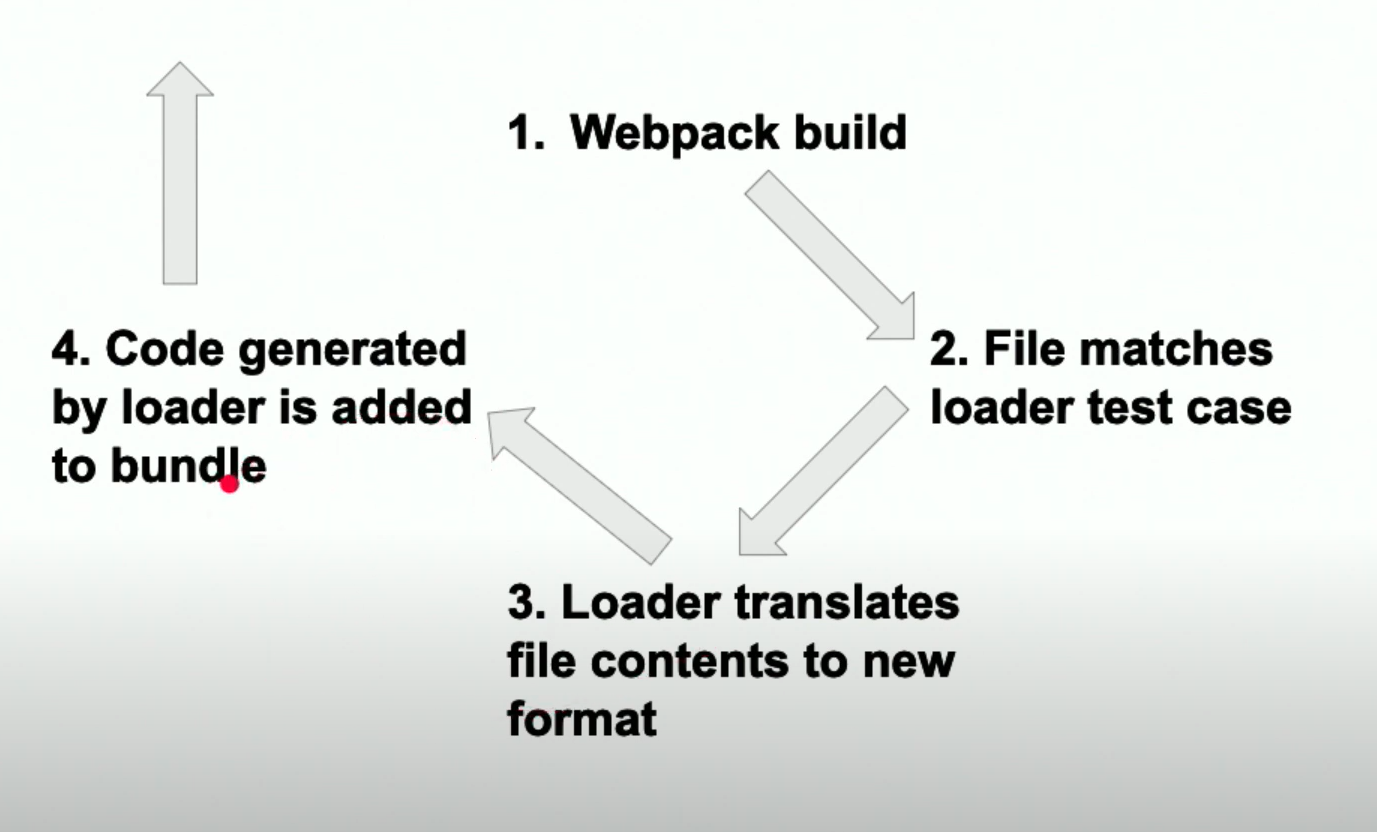 1. Webpack build
2. File matches
loader test case
3. Loader translates
file contents to new
format
4. Code generated
by loader is added
to bundle